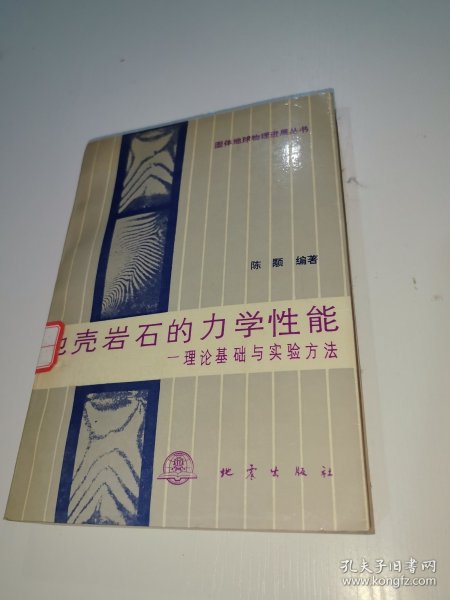 固体地球物理进展丛书
陈颙 编著
地壳岩石的力学性能
—理论基础与实验方法
地震出版社
孔夫子旧书网
www.kongfz.com